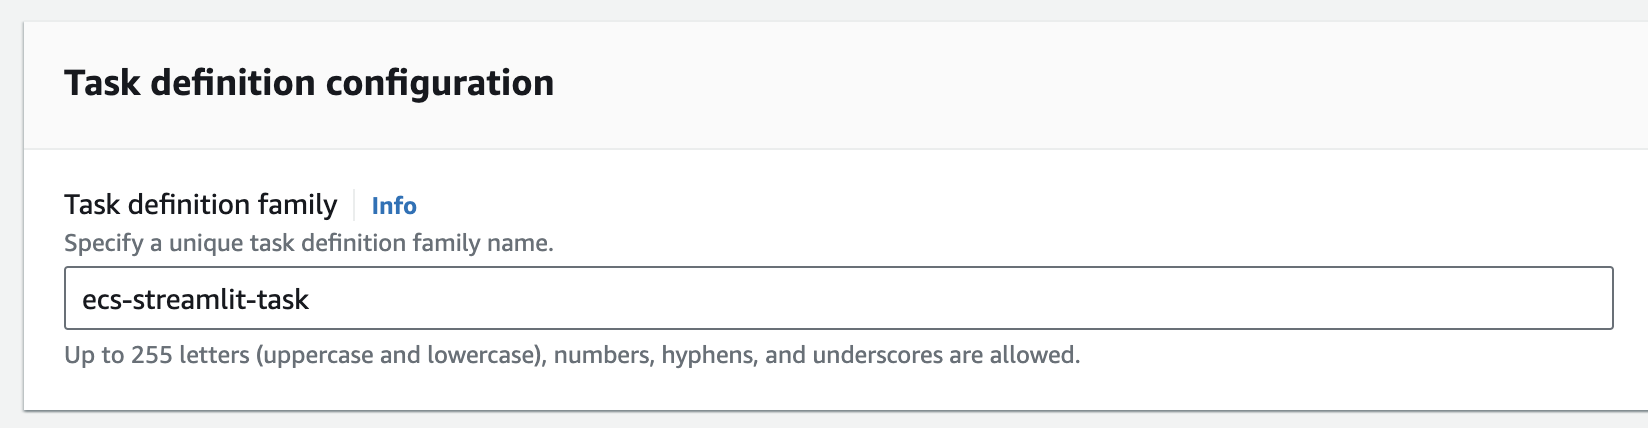 Task definition configuration
Task definition family Info
Specify a unique task definition family name.
ecs-streamlit-task
Up to 255 letters (uppercase and lowercase), numbers, hyphens, and underscores are allowed.